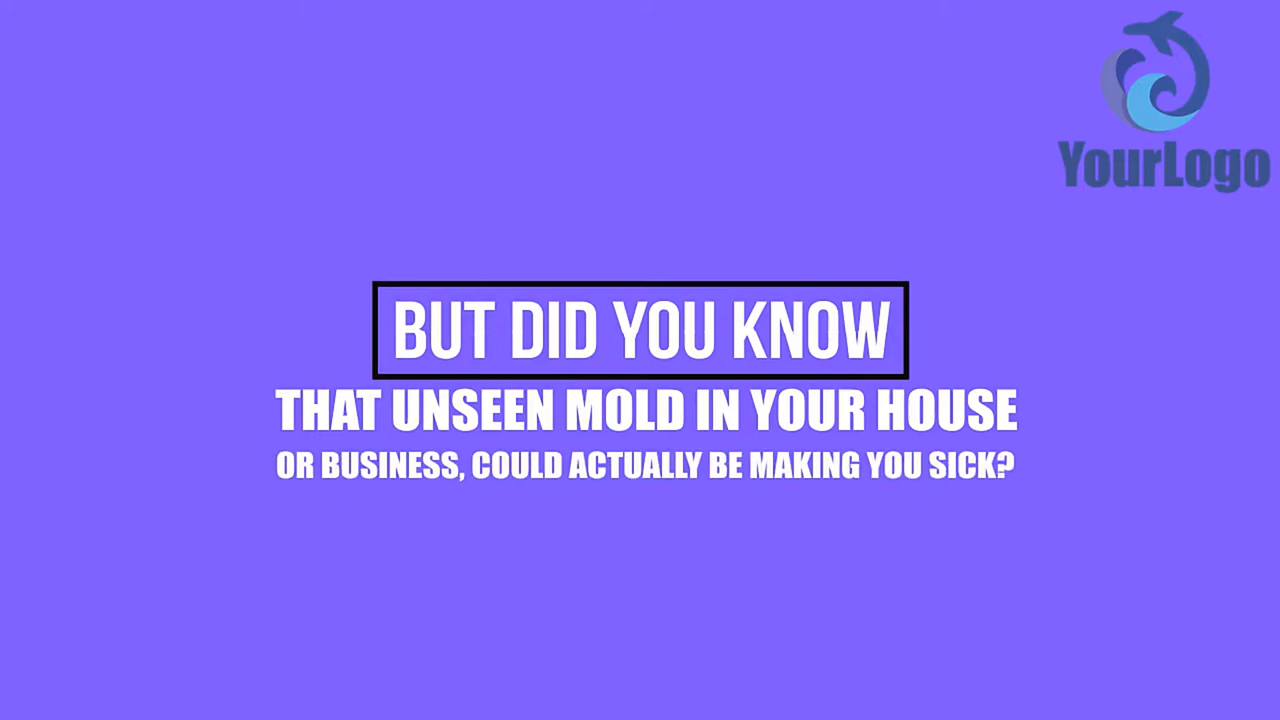 YourLogo
BUT DID YOU KNOW
THAT UNSEEN MOLD IN YOUR HOUSE
OR BUSINESS, COULD ACTUALLY BE MAKING YOU SICK?